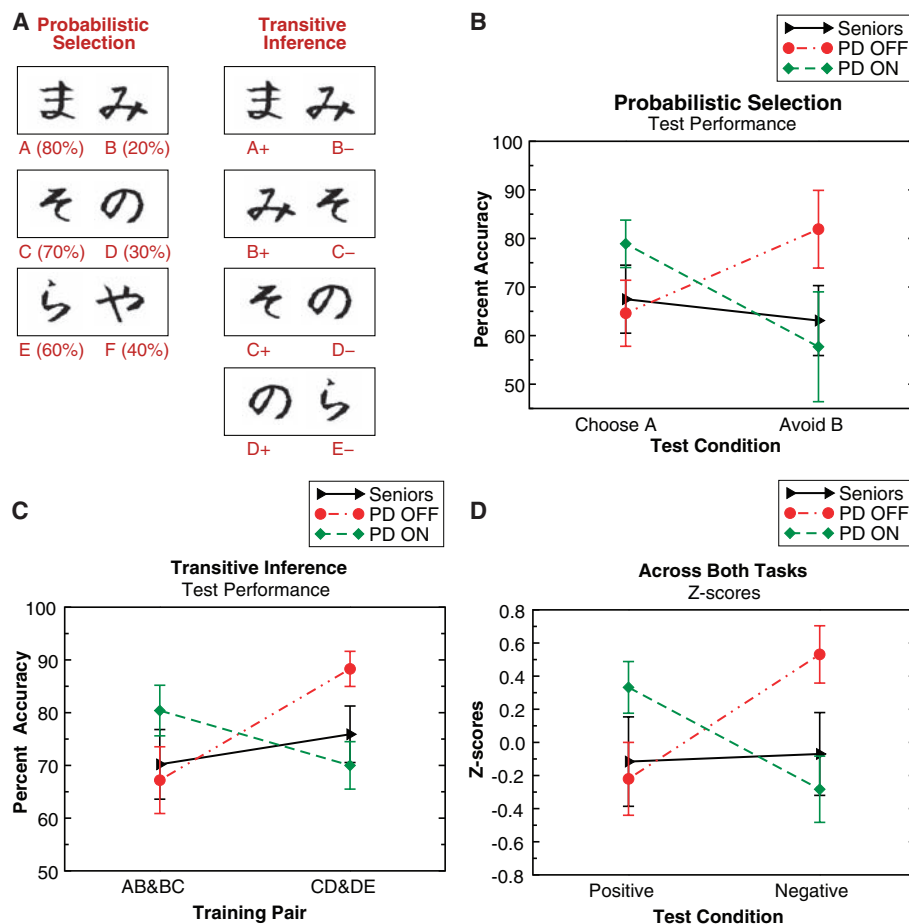 A
Probabilistic
Selection
Transitive
Inference
ま み
A (80%) B (20%)
そ の
C (70%) D (30%)
ら や
E (60%) F (40%)
ま み
A+ B–
み そ
B+ C–
そ の
C+ D–
の ら
D+ E–
B
Seniors
PD OFF
PD ON
Probabilistic Selection
Test Performance
Percent Accuracy
100
90
80
70
60
50
Choose A Avoid B
Test Condition
C
Seniors
PD OFF
PD ON
Transitive Inference
Test Performance
Percent Accuracy
100
90
80
70
60
50
AB&BC CD&DE
Training Pair
D
Seniors
PD OFF
PD ON
Across Both Tasks
Z-scores
Z-scores
0.8
0.6
0.4
0.2
0.0
-0.2
-0.4
-0.6
-0.8
Positive Negative
Test Condition